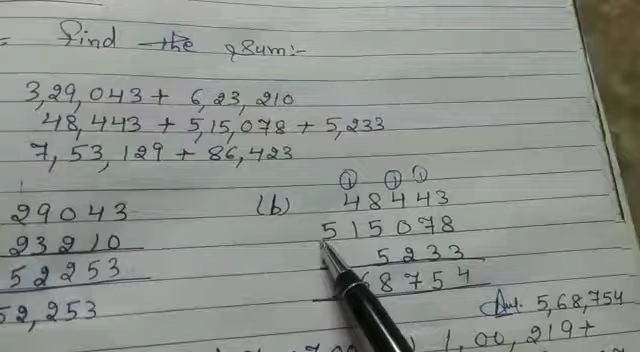 = Find the Sum:-
3,29,043 + 6,23,210
48,443 + 5,15,078 + 5,233
7,53,129 + 86,423
29043
23210
52253
52,253
(b) 1 1 1
48443
515078
5233
68754
Ans. 5,68,754
1,00,219+